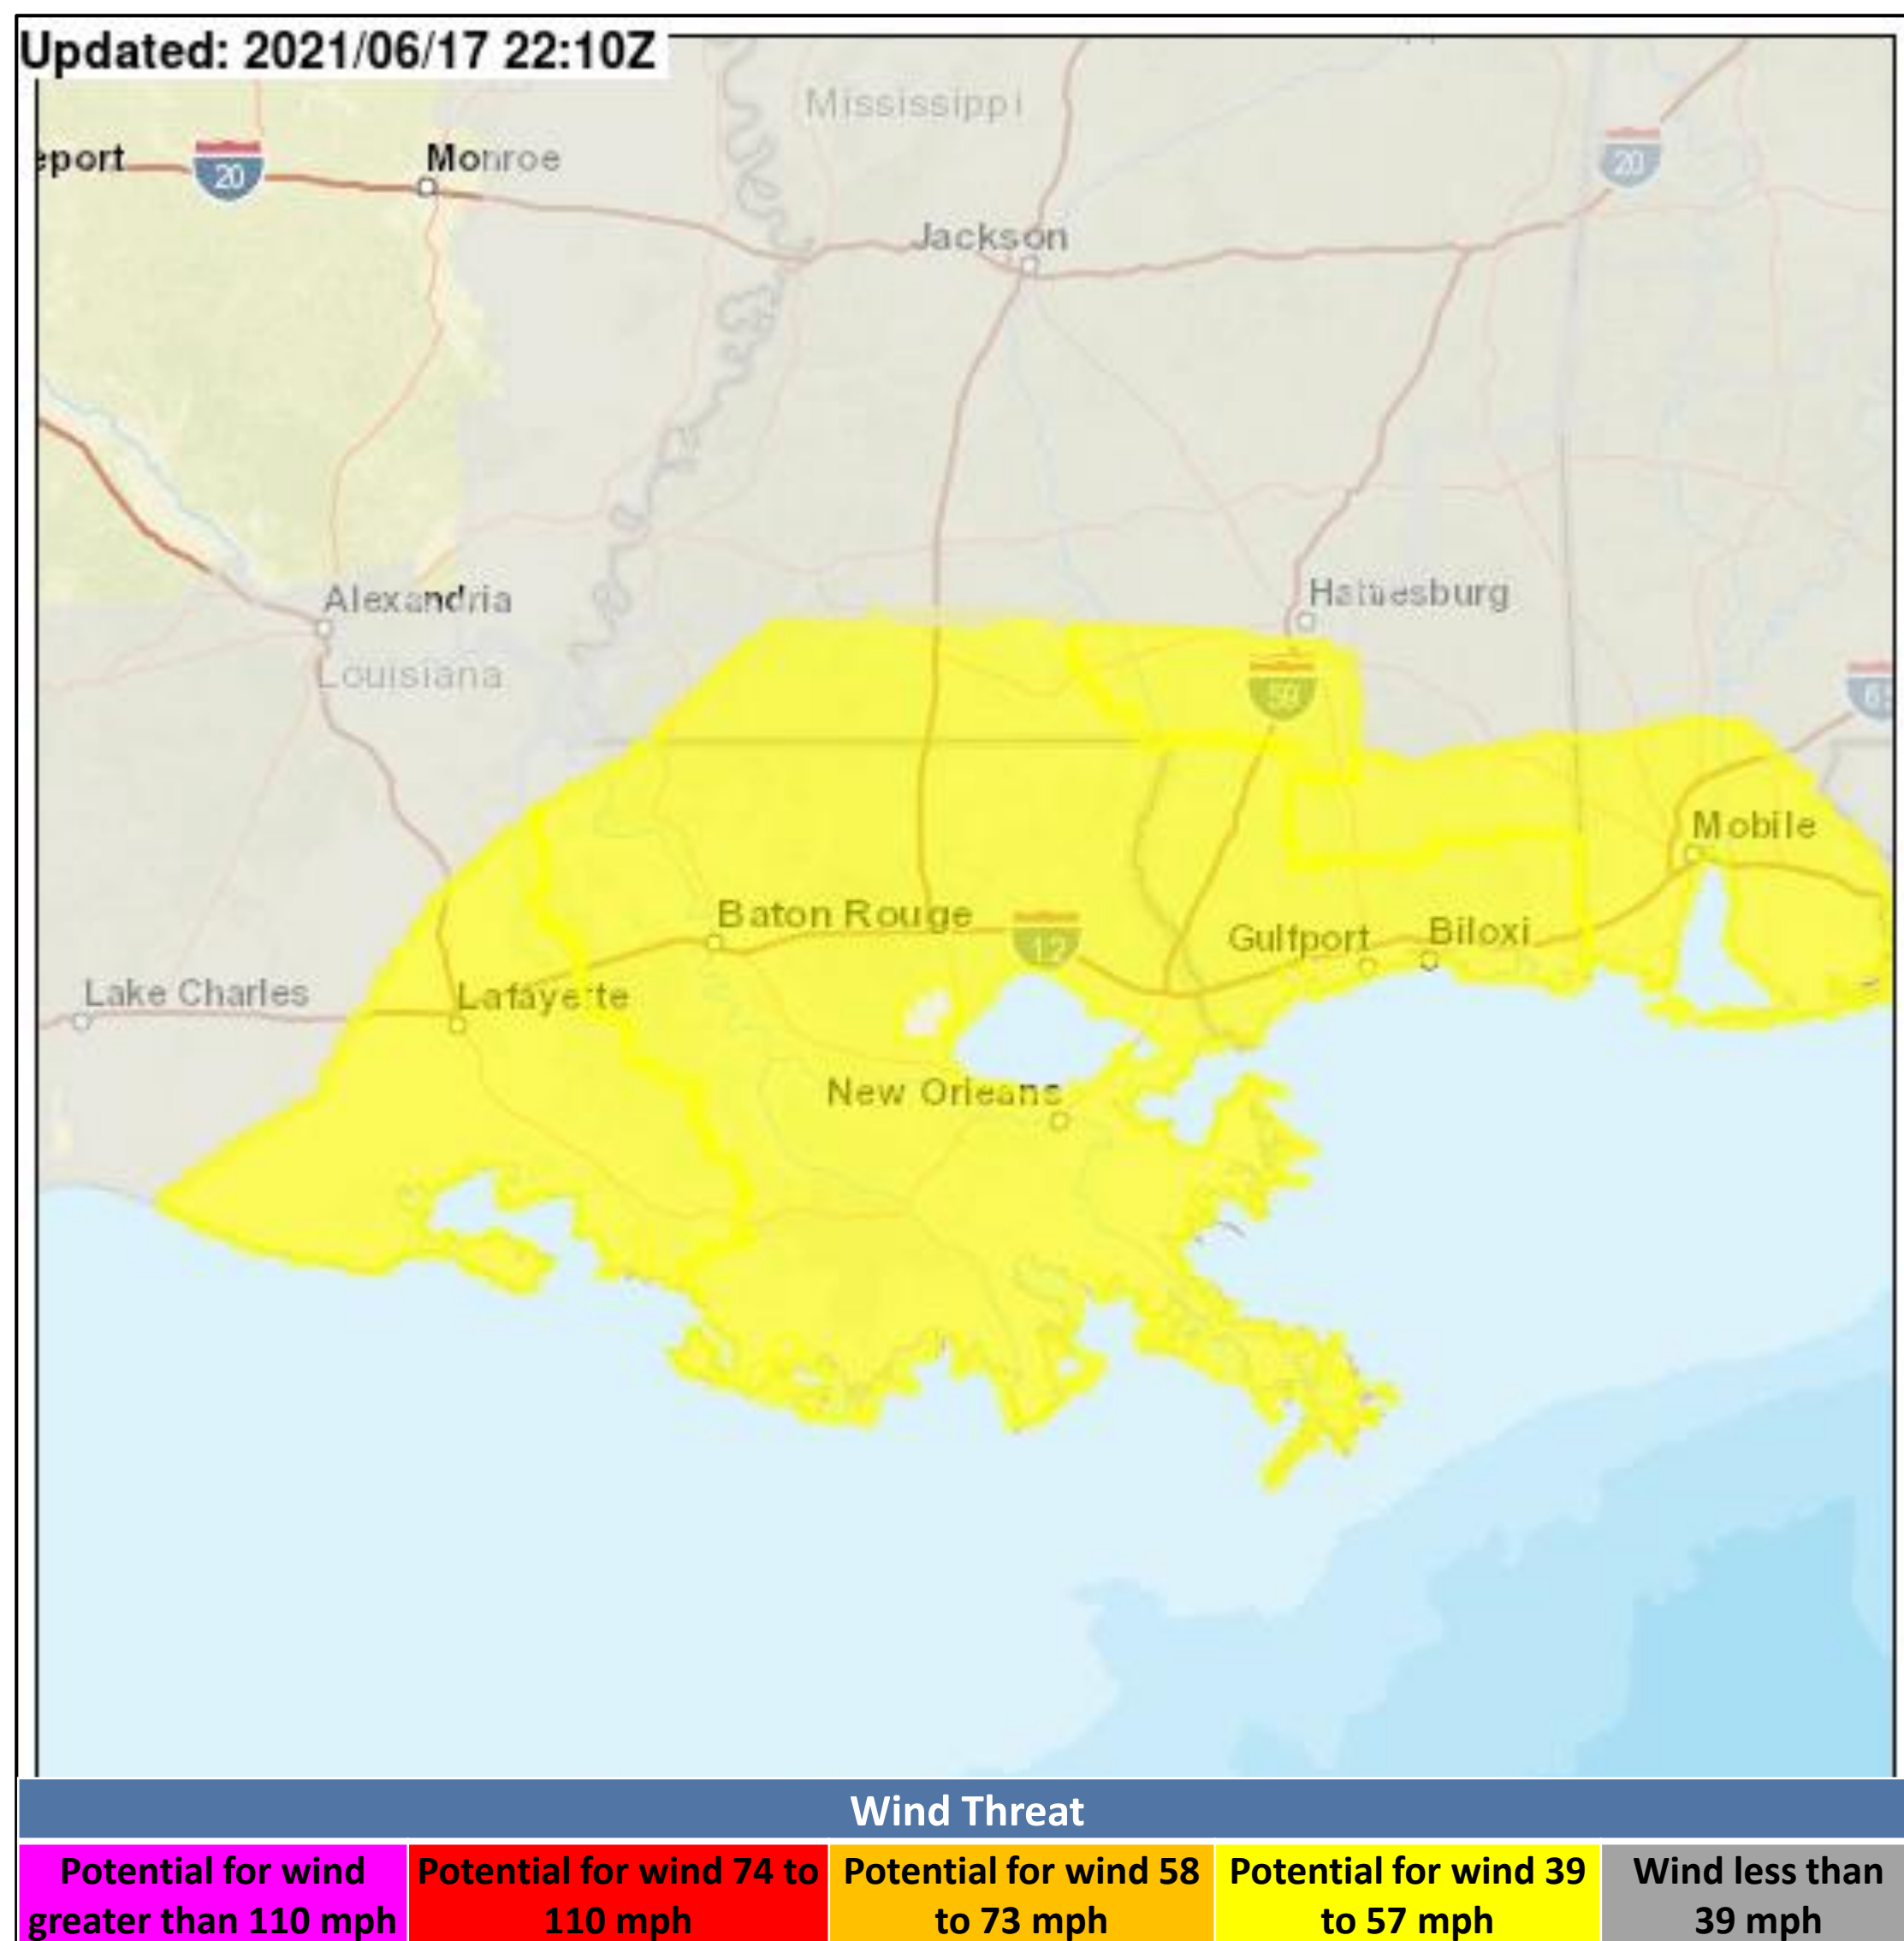 Updated: 2021/06/17 22:10Z
Mississippi
eport
20
Monroe
20
Jackson
Alexandria
Hattiesburg
Louisiana
59
Mobile
Baton Rouge
12
Gulfport
Biloxi
Lake Charles
Lafayette
New Orleans
Wind Threat
Potential for wind
greater than 110 mph
Potential for wind 74 to
110 mph
Potential for wind 58
to 73 mph
Potential for wind 39
to 57 mph
Wind less than
39 mph